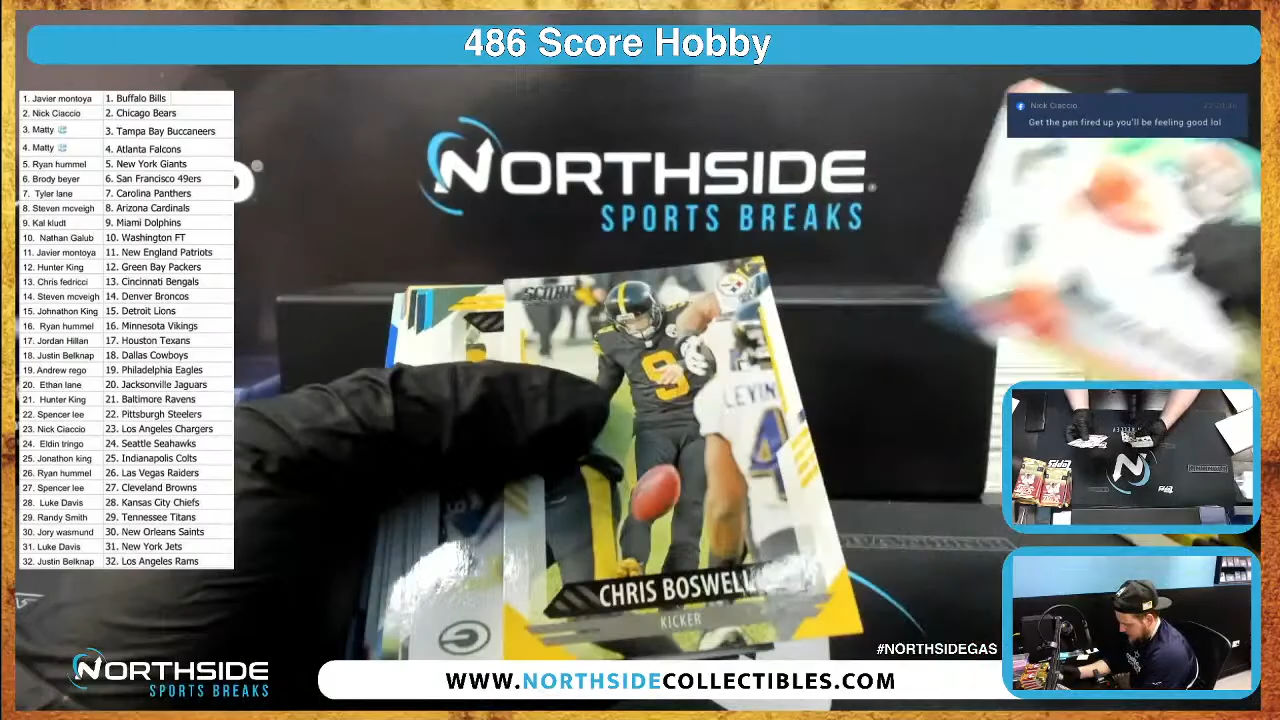 486 Score Hobby
1. Javier montoya 1. Buffalo Bills
2. Nick Ciaccio 2. Chicago Bears
3. Matty 3. Tampa Bay Buccaneers
4. Matty 4. Atlanta Falcons
5. Ryan hummel 5. New York Giants
6. Brody beyer 6. San Francisco 49ers
7. Tyler lane 7. Carolina Panthers
8. Steven mcveigh 8. Arizona Cardinals
9. Kal kludt 9. Miami Dolphins
10. Nathan Galub 10. Washington FT
11. Javier montoya 11. New England Patriots
12. Hunter King 12. Green Bay Packers
13. Chris fedricci 13. Cincinnati Bengals
14. Steven mcveigh 14. Denver Broncos
15. Johnathon King 15. Detroit Lions
16. Ryan hummel 16. Minnesota Vikings
17. Jordan Hillan 17. Houston Texans
18. Justin Belknap 18. Dallas Cowboys
19. Andrew rego 19. Philadelphia Eagles
20. Ethan lane 20. Jacksonville Jaguars
21. Hunter King 21. Baltimore Ravens
22. Spencer lee 22. Pittsburgh Steelers
23. Nick Ciaccio 23. Los Angeles Chargers
24. Eldin tringo 24. Seattle Seahawks
25. Jonathon king 25. Indianapolis Colts
26. Ryan hummel 26. Las Vegas Raiders
27. Spencer lee 27. Cleveland Browns
28. Luke Davis 28. Kansas City Chiefs
29. Randy Smith 29. Tennessee Titans
30. Jory wasmund 30. New Orleans Saints
31. Luke Davis 31. New York Jets
32. Justin Belknap 32. Los Angeles Rams
NORTHSIDE
SPORTS BREAKS
Nick Ciaccio
Get the pen fired up you'll be feeling good lol
SCORE
9
LEVIN
4
CHRIS BOSWELL
KICKER
#NORTHSIDEGAS
NORTHSIDE
SPORTS BREAKS
WWW.NORTHSIDECOLLECTIBLES.COM